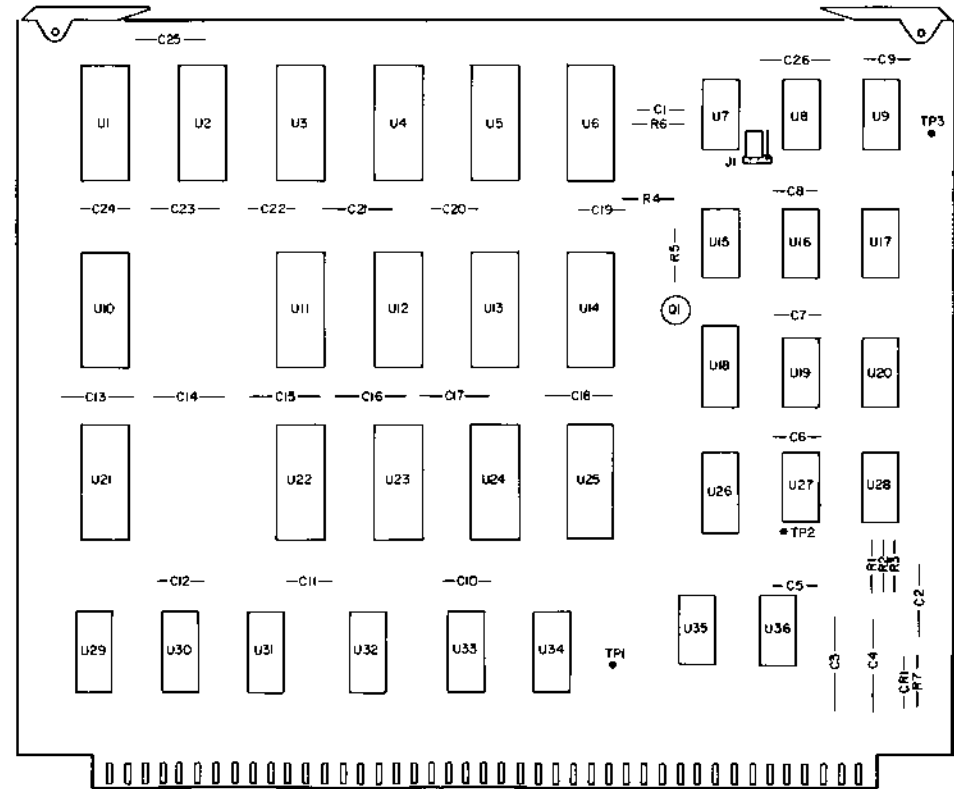 C25
C26 C9
U1 U2 U3 U4 U5 U6 C1 U7 U8 U9
R6 TP3
J1
C8
R4
C24 C23 C22 C21 C20 C19
U15 U16 U17
R5
U10 U11 U12 U13 U14 Q1
C7
U18 U19 U20
C13 C14 C15 C16 C17 C18
C6
U21 U22 U23 U24 U25 U26 U27 U28
TP2
R1 R2 R3
C12 C11 C10 C5 C2
U29 U30 U31 U32 U33 U34 TP1 U35 U36
C3 C4 CR1 R7